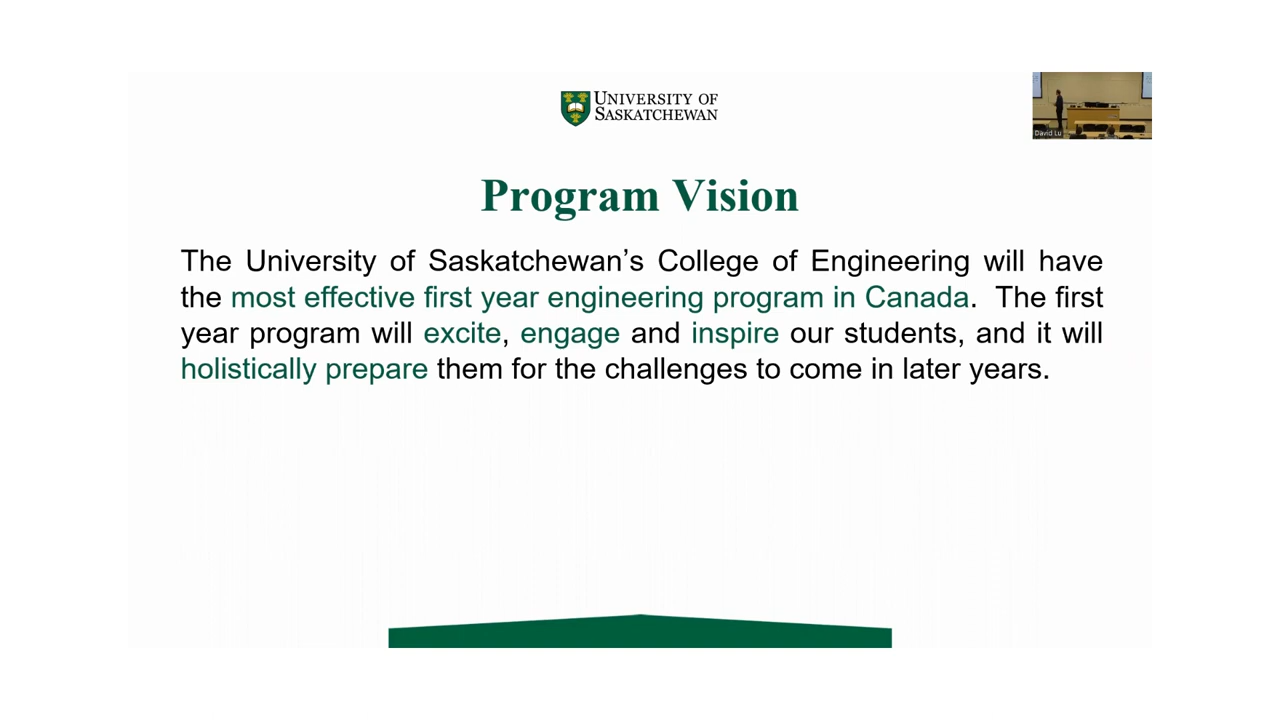 UNIVERSITY OF
SASKATCHEWAN
David Lu
Program Vision
The University of Saskatchewan’s College of Engineering will have
the most effective first year engineering program in Canada.  The first
year program will excite, engage and inspire our students, and it will
holistically prepare them for the challenges to come in later years.